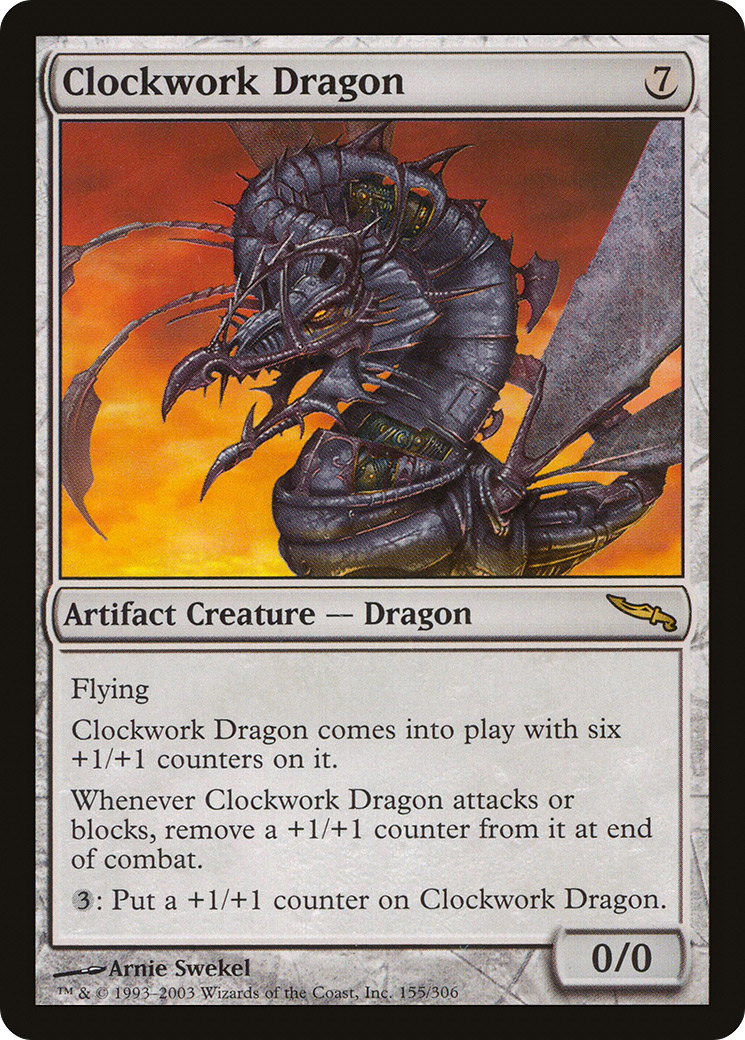 Clockwork Dragon 7
Artifact Creature — Dragon
Flying
Clockwork Dragon comes into play with six
+1/+1 counters on it.
Whenever Clockwork Dragon attacks or
blocks, remove a +1/+1 counter from it at end
of combat.
3: Put a +1/+1 counter on Clockwork Dragon.
0/0
Arnie Swekel
™ & © 1993–2003 Wizards of the Coast, Inc. 155/306